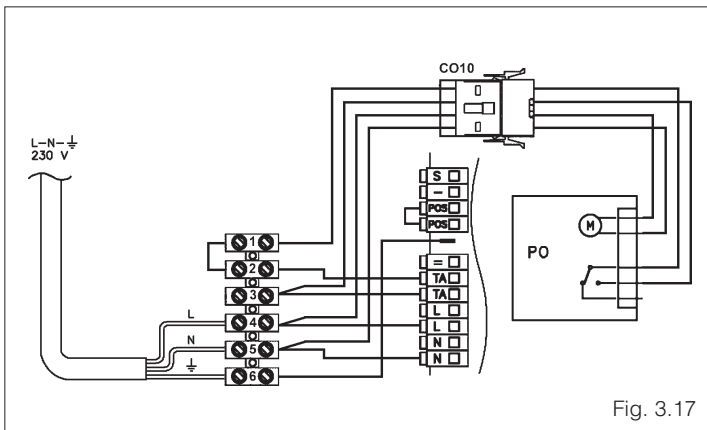 CO10
L-N-⏚
230 V
S
-
POS
POS
=
TA
TA
L
L
N
N
1
2
3
4
5
6
L
N
⏚
M
PO
Fig. 3.17